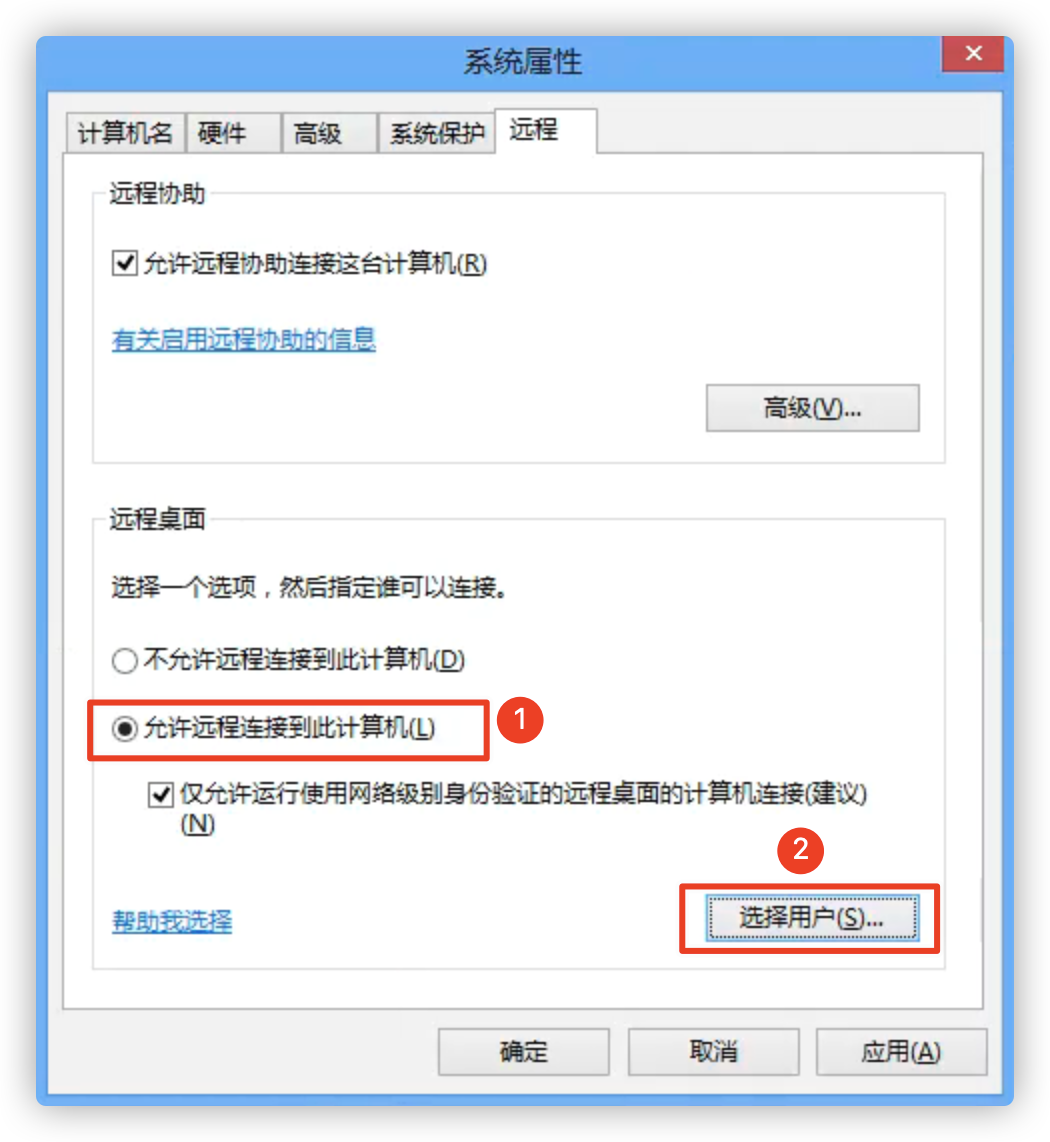 系统属性
计算机名 硬件 高级 系统保护 远程
远程协助
允许远程协助连接这台计算机(R)
有关启用远程协助的信息
高级(V)...
远程桌面
选择一个选项，然后指定谁可以连接。
不允许远程连接到此计算机(D)
允许远程连接到此计算机(L)
1
仅允许运行使用网络级别身份验证的远程桌面的计算机连接(建议)
(N)
2
帮助我选择 选择用户(S)...
确定 取消 应用(A)